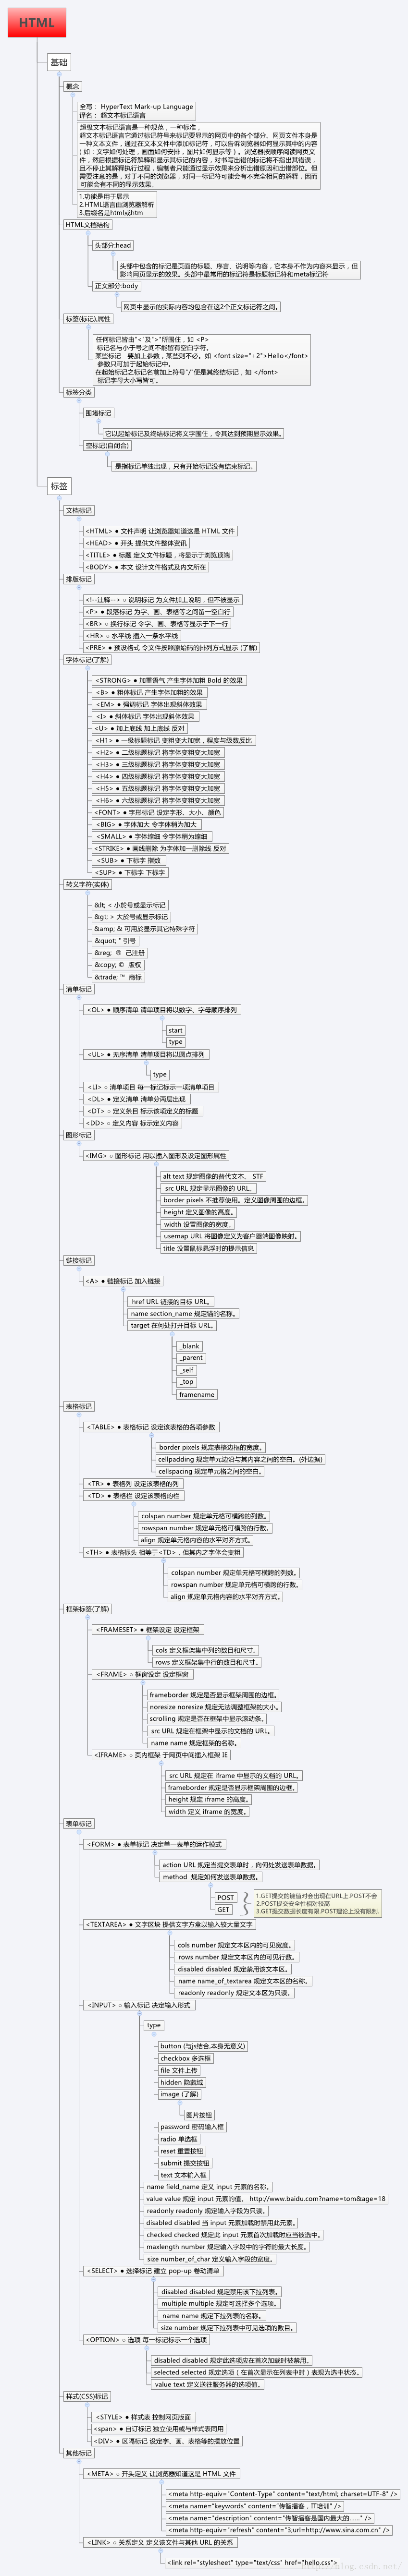 HTML
基础
概念
全写： HyperText Mark-up Language
译名： 超文本标记语言
超级文本标记语言是一种规范，一种标准，
超文本标记语言它通过标记符号来标记要显示的网页中的各个部分。网页文件本身是
一种文本文件，通过在文本文件中添加标记符，可以告诉浏览器如何显示其中的内容
( 如：文字如何处理，画面如何安排，图片如何显示等 )。浏览器按顺序阅读网页文
件，然后根据标记符解释和显示其标记的内容，对书写出错的标记将不指出其错误，
且不停止其解释执行过程，编制者只能通过显示效果来分析出错原因和出错部位。但
需要注意的是，对于不同的浏览器，对同一标记符可能会有不完全相同的解释，因而
可能会有不同的显示效果。
1.功能是用于展示
2.HTML语言由浏览器解析
3.后缀名是html或htm
HTML文档结构
头部分:head
头部中包含的标记是页面的标题、序言、说明等内容，它本身不作为内容来显示，但
影响网页显示的效果。头部中最常用的标记符是标题标记符和meta标记符
正文部分:body
网页中显示的实际内容均包含在这2个正文标记符之间。
标签(标记),属性
任何标记皆由"<"及">"所围住，如 <P>
标记名与小于号之间不能留有空白字符。
某些标记 要加上参数，某些则不必。如 <font size="+2">Hello</font>
参数只可加于起始标记中。
在起始标记之标记名前加上符号"/"便是其终结标记，如 </font>
标记字母大小写皆可。
标签分类
围堵标记
它以起始标记及终结标记将文字围住，令其达到预期显示效果。
空标记(自闭合)
是指标记单独出现，只有开始标记没有结束标记。
标签
文档标记
<HTML> ● 文件声明 让浏览器知道这是 HTML 文件
<HEAD> ● 开头 提供文件整体资讯
<TITLE> ● 标题 定义文件标题，将显示于浏览顶端
<BODY> ● 本文 设计文件格式及内文所在
排版标记
<!--注释--> ○ 说明标记 为文件加上说明，但不被显示
<P> ● 段落标记 为字、画、表格等之间留一空白行
<BR> ○ 换行标记 令字、画、表格等显示于下一行
<HR> ○ 水平线 插入一条水平线
<PRE> ● 预设格式 令文件按照原始码的排列方式显示 (了解)
字体标记(了解)
<STRONG> ● 加重语气 产生字体加粗 Bold 的效果
<B> ● 粗体标记 产生字体加粗的效果
<EM> ● 强调标记 字体出现斜体效果
<I> ● 斜体标记 字体出现斜体效果
<U> ● 加上底线 加上底线 反对
<H1> ● 一级标题标记 变粗变大加宽，程度与级数反比
<H2> ● 二级标题标记 将字体变粗变大加宽
<H3> ● 三级标题标记 将字体变粗变大加宽
<H4> ● 四级标题标记 将字体变粗变大加宽
<H5> ● 五级标题标记 将字体变粗变大加宽
<H6> ● 六级标题标记 将字体变粗变大加宽
<FONT> ● 字形标记 设定字形、大小、颜色
<BIG> ● 字体加大 令字体稍为加大
<SMALL> ● 字体缩细 令字体稍为缩细
<STRIKE> ● 画线删除 为字体加一删除线 反对
<SUB> ● 下标字 指数
<SUP> ● 下标字 下标字
转义字符(实体)
&lt; < 小於号或显示标记
&gt; > 大於号或显示标记
&amp; & 可用於显示其它特殊字符
&quot; " 引号
&reg; ® 己注册
&copy; © 版权
&trade; ™ 商标
清单标记
<OL> ● 顺序清单 清单项目将以数字、字母顺序排列
start
type
<UL> ● 无序清单 清单项目将以圆点排列
type
<LI> ○ 清单项目 每一标记标示一项清单项目
<DL> ● 定义清单 清单分两层出现
<DT> ○ 定义条目 标示该项定义的标题
<DD> ○ 定义内容 标示定义内容
图形标记
<IMG> ○ 图形标记 用以插入图形及设定图形属性
alt text 规定图像的替代文本。 STF
src URL 规定显示图像的 URL。
border pixels 不推荐使用。定义图像周围的边框。
height 定义图像的高度。
width 设置图像的宽度。
usemap URL 将图像定义为客户器端图像映射。
title 设置鼠标悬浮时的提示信息
链接标记
<A> ● 链接标记 加入链接
href URL 链接的目标 URL。
name section_name 规定锚的名称。
target 在何处打开目标 URL。
_blank
_parent
_self
_top
framename
表格标记
<TABLE> ● 表格标记 设定该表格的各项参数
border pixels 规定表格边框的宽度。
cellpadding 规定单元边沿与其内容之间的空白。(外边据)
cellspacing 规定单元格之间的空白。
<TR> ● 表格列 设定该表格的列
<TD> ● 表格栏 设定该表格的栏
colspan number 规定单元格可横跨的列数。
rowspan number 规定单元格可横跨的行数。
align 规定单元格内容的水平对齐方式。
<TH> ● 表格标头 相等于<TD>，但其内之字体会变粗
colspan number 规定单元格可横跨的列数。
rowspan number 规定单元格可横跨的行数。
align 规定单元格内容的水平对齐方式。
框架标签(了解)
<FRAMESET> ● 框架设定 设定框架
cols 定义框架集中列的数目和尺寸。
rows 定义框架集中行的数目和尺寸。
<FRAME> ○ 框窗设定 设定框窗
frameborder 规定是否显示框架周围的边框。
noresize noresize 规定无法调整框架的大小。
scrolling 规定是否在框架中显示滚动条。
src URL 规定在框架中显示的文档的 URL。
name name 规定框架的名称。
<IFRAME> ○ 页内框架 于网页中间插入框架 IE
src URL 规定在 iframe 中显示的文档的 URL。
frameborder 规定是否显示框架周围的边框。
height 规定 iframe 的高度。
width 定义 iframe 的宽度。
表单标记
<FORM> ● 表单标记 决定单一表单的运作模式
action URL 规定当提交表单时，向何处发送表单数据。
method 规定如何发送表单数据。
POST
GET
1.GET提交的键值对会出现在URL上.POST不会
2.POST提交安全性相对较高
3.GET提交数据长度有限.POST理论上没有限制.
<TEXTAREA> ● 文字区块 提供文字方盒以输入较大量文字
cols number 规定文本区内的可见宽度。
rows number 规定文本区内的可见行数。
disabled disabled 规定禁用该文本区。
name name_of_textarea 规定文本区的名称。
readonly readonly 规定文本区为只读。
<INPUT> ○ 输入标记 决定输入形式
type
button (与js结合,本身无意义)
checkbox 多选框
file 文件上传
hidden 隐藏域
image (了解)
图片按钮
password 密码输入框
radio 单选框
reset 重置按钮
submit 提交按钮
text 文本输入框
name field_name 定义 input 元素的名称。
value value 规定 input 元素的值。 http://www.baidu.com?name=tom&age=18
readonly readonly 规定输入字段为只读。
disabled disabled 当 input 元素加载时禁用此元素。
checked checked 规定此 input 元素首次加载时应当被选中。
maxlength number 规定输入字段中的字符的最大长度。
size number_of_char 定义输入字段的宽度。
<SELECT> ● 选择标记 建立 pop-up 卷动清单
disabled disabled 规定禁用该下拉列表。
multiple multiple 规定可选择多个选项。
name name 规定下拉列表的名称。
size number 规定下拉列表中可见选项的数目。
<OPTION> ○ 选项 每一标记标示一个选项
disabled disabled 规定此选项应在首次加载时被禁用。
selected selected 规定选项（在首次显示在列表中时）表现为选中状态。
value text 定义送往服务器的选项值。
样式(CSS)标记
<STYLE> ● 样式表 控制网页版面
<span> ● 自订标记 独立使用或与样式表同用
<DIV> ● 区隔标记 设定字、画、表格等的摆放位置
其他标记
<META> ○ 开头定义 让浏览器知道这是 HTML 文件
<meta http-equiv="Content-Type" content="text/html; charset=UTF-8" />
<meta name="keywords" content="传智播客，IT培训" />
<meta name="description" content="传智播客是国内最大的......" />
<meta http-equiv="refresh" content="3;url=http://www.sina.com.cn" />
<LINK> ○ 关系定义 定义该文件与其他 URL 的关系
<link rel="stylesheet" type="text/css" href="hello.css">